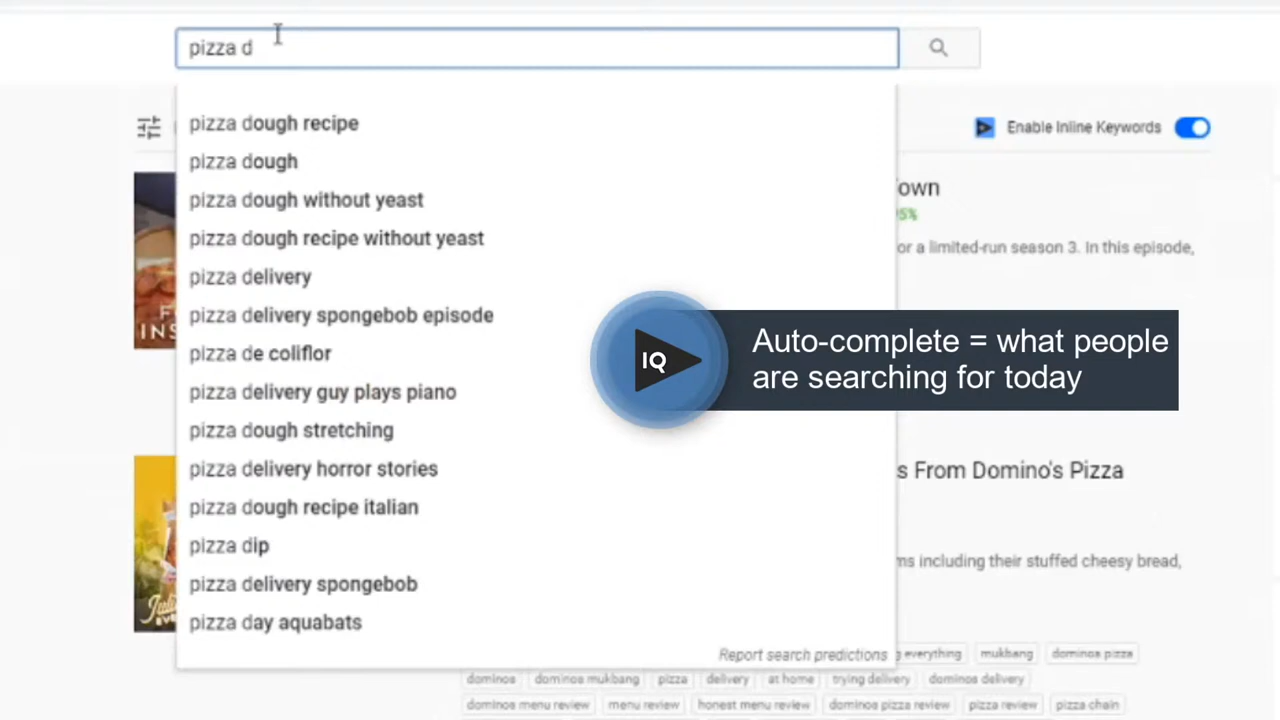 pizza d
pizza dough recipe
pizza dough
pizza dough without yeast
pizza dough recipe without yeast
pizza delivery
pizza delivery spongebob episode
pizza de coliflor
pizza delivery guy plays piano
pizza dough stretching
pizza delivery horror stories
pizza dough recipe italian
pizza dip
pizza delivery spongebob
pizza day aquabats
Report search predictions
Enable Inline Keywords
own
5%
or a limited-run season 3. In this episode,
IQ
Auto-complete = what people
are searching for today
s From Domino's Pizza
ms including their stuffed cheesy bread,
everything mukbang dominos pizza
dominos dominos mukbang pizza delivery at home trying delivery dominos delivery
dominos menu review menu review honest menu review dominos pizza review pizza review pizza chain
INS